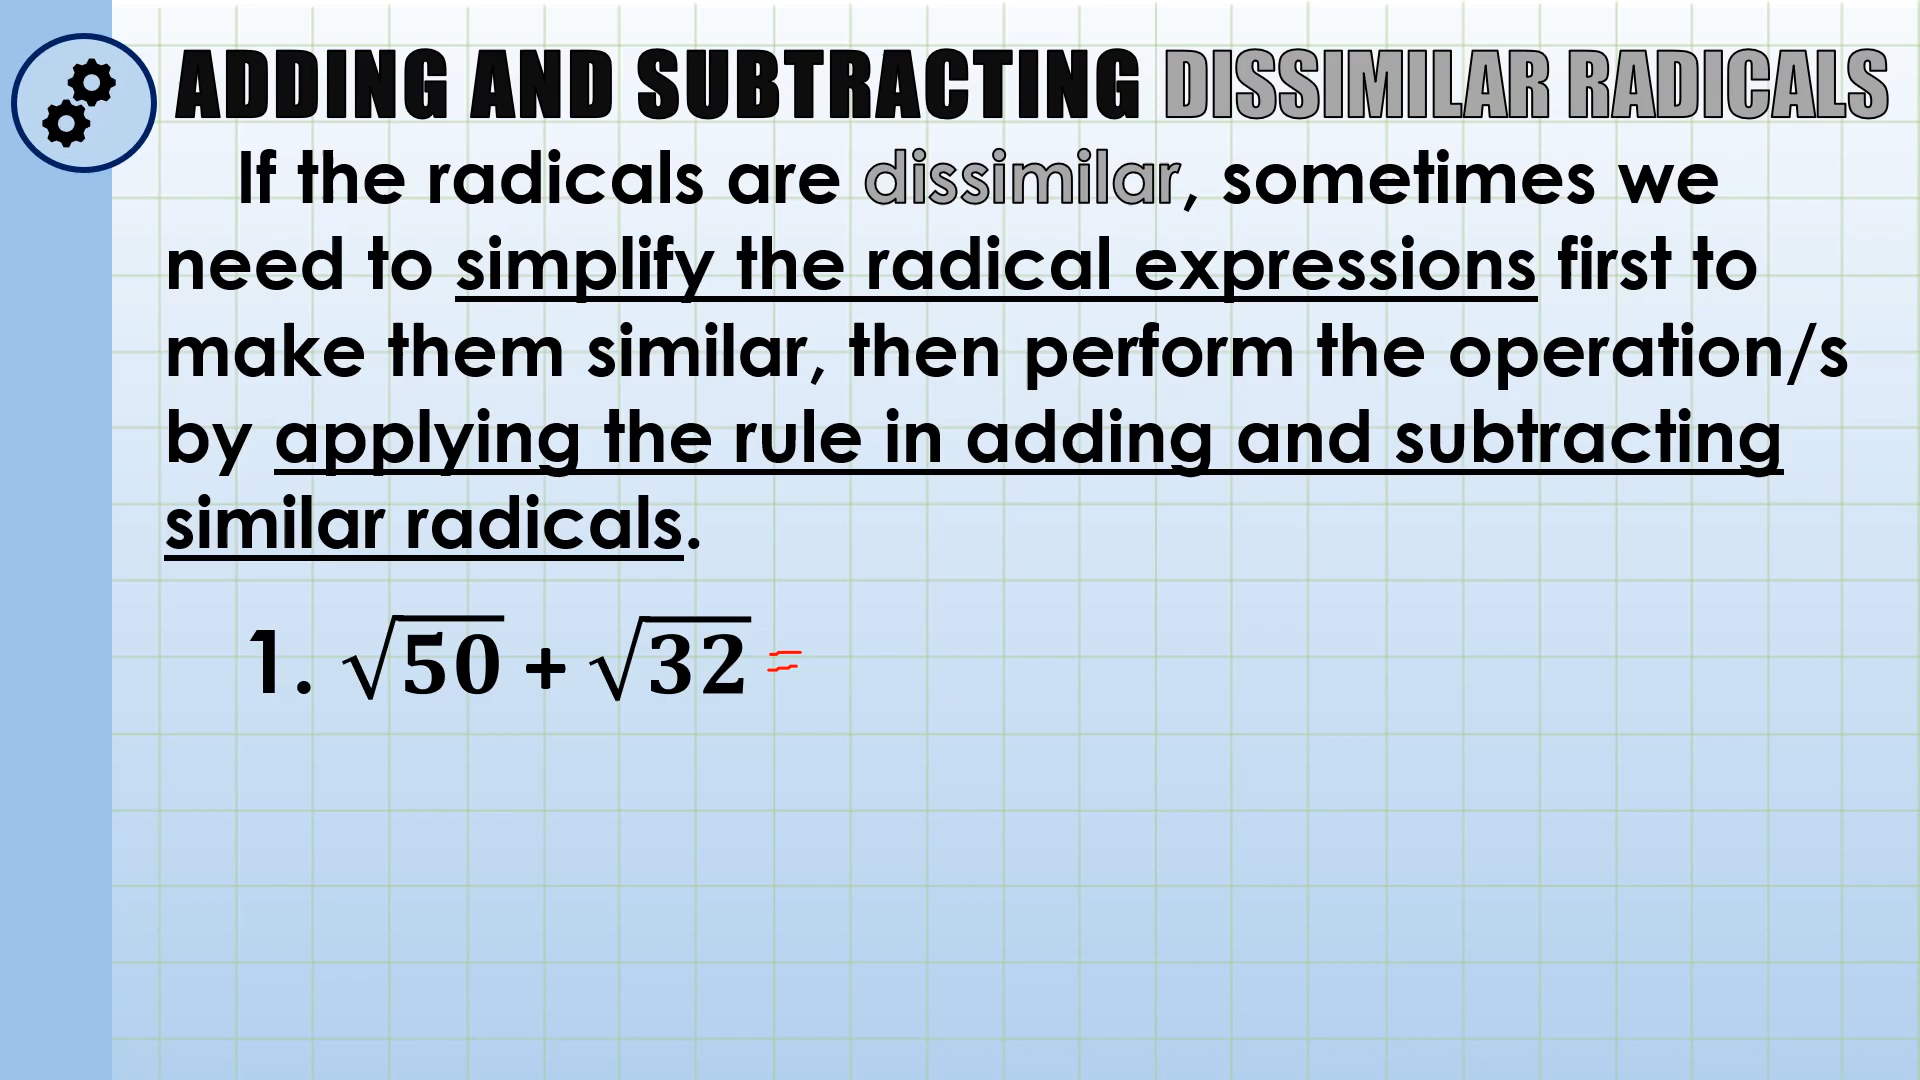 ADDING AND SUBTRACTING DISSIMILAR RADICALS
If the radicals are dissimilar, sometimes we
need to simplify the radical expressions first to
make them similar, then perform the operation/s
by applying the rule in adding and subtracting
similar radicals.
1. √50 + √32 =